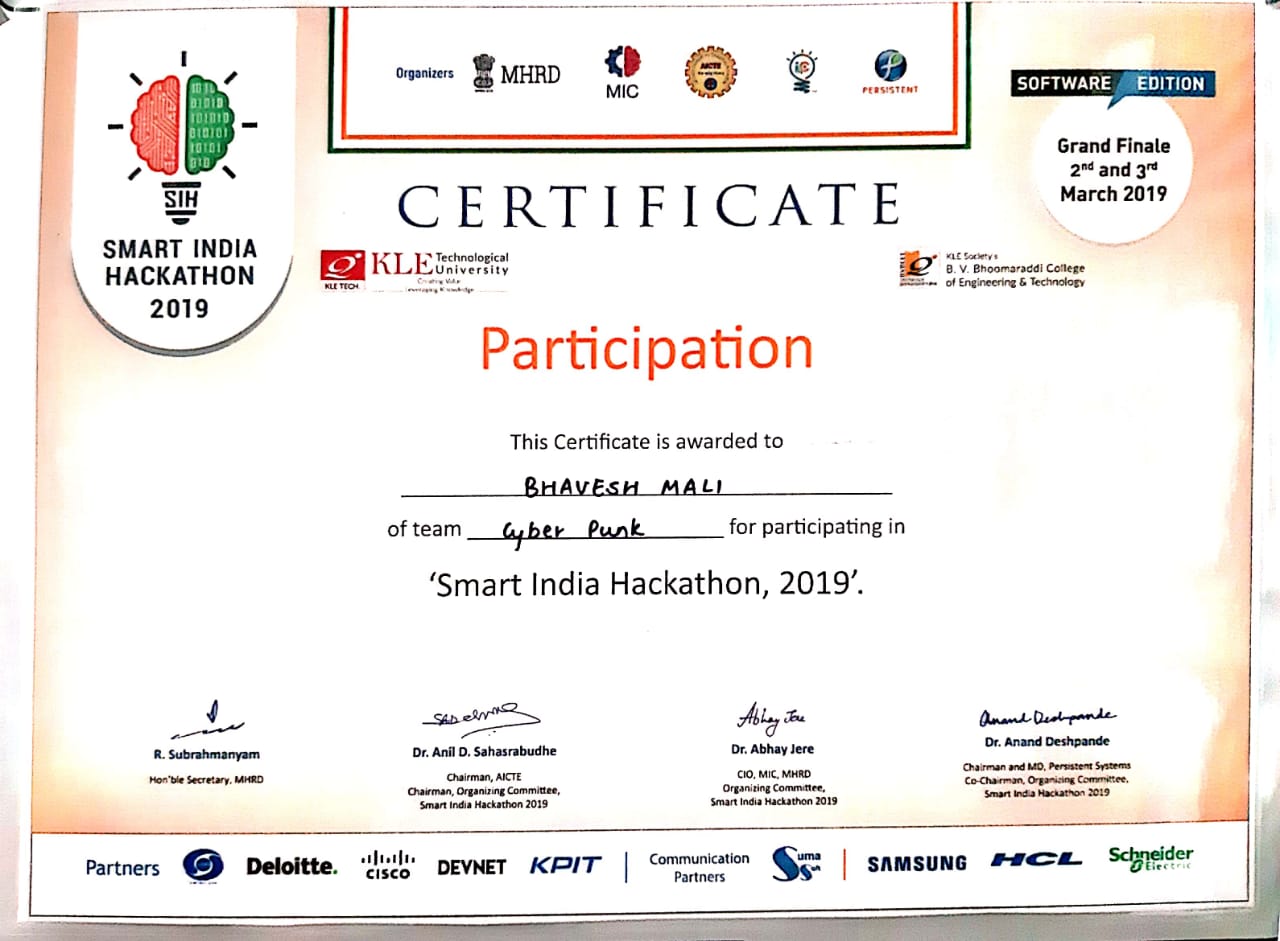 Organizers
MHRD
MIC
AICTE
PERSISTENT
SOFTWARE EDITION
Grand Finale
2nd and 3rd
March 2019
SIH
SMART INDIA
HACKATHON
2019
CERTIFICATE
KLE TECH.
KLE Technological
University
Creating Value
Leveraging Knowledge
KLE Society's
B. V. Bhoomaraddi College
of Engineering & Technology
Participation
This Certificate is awarded to
BHAVESH MALI
of team Cyber Punk for participating in
‘Smart India Hackathon, 2019’.
R. Subrahmanyam
Hon'ble Secretary, MHRD
Dr. Anil D. Sahasrabudhe
Chairman, AICTE
Chairman, Organizing Committee,
Smart India Hackathon 2019
Abhay Jere
Dr. Abhay Jere
CIO, MIC, MHRD
Organizing Committee,
Smart India Hackathon 2019
Anand Deshpande
Dr. Anand Deshpande
Chairman and MD, Persistent Systems
Co-Chairman, Organizing Committee,
Smart India Hackathon 2019
Partners
Deloitte.
CISCO
DEVNET
KPIT
Communication
Partners
Suma
Soft
SAMSUNG
HCL
Schneider
Electric